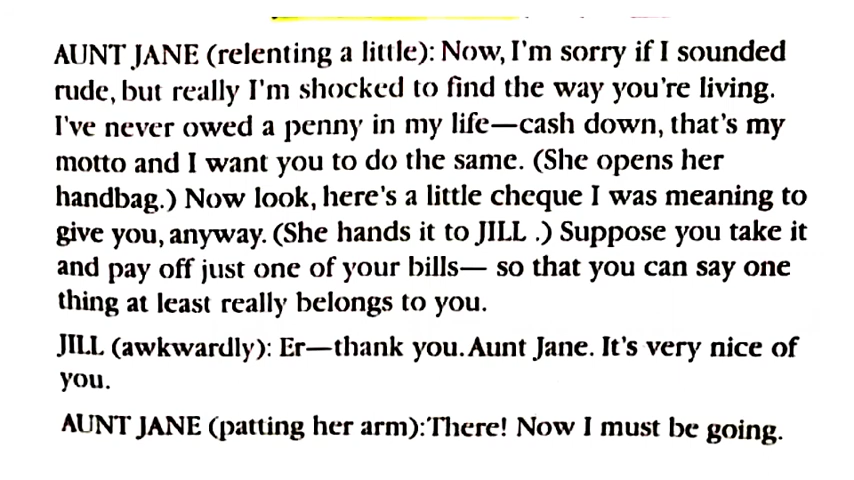 AUNT JANE (relenting a little): Now, I'm sorry if I sounded
rude, but really I'm shocked to find the way you're living.
I've never owed a penny in my life—cash down, that's my
motto and I want you to do the same. (She opens her
handbag.) Now look, here's a little cheque I was meaning to
give you, anyway. (She hands it to JILL .) Suppose you take it
and pay off just one of your bills— so that you can say one
thing at least really belongs to you.
JILL (awkwardly): Er—thank you. Aunt Jane. It's very nice of
you.
AUNT JANE (patting her arm):There! Now I must be going.